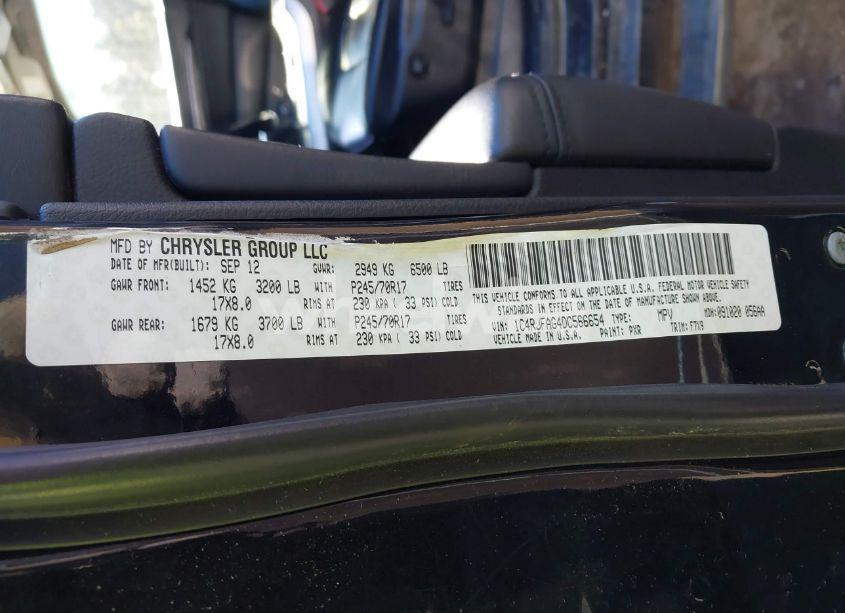 MFD BY CHRYSLER GROUP LLC
DATE OF MFR(BUILT): SEP 12 GVWR: 2949 KG 6500 LB
GAWR FRONT: 1452 KG 3200 LB WITH P245/70R17 TIRES
17X8.0 RIMS AT 230 KPA ( 33 PSI) COLD
GAWR REAR: 1679 KG 3700 LB WITH P245/70R17 TIRES
17X8.0 RIMS AT 230 KPA ( 33 PSI) COLD
THIS VEHICLE CONFORMS TO ALL APPLICABLE U.S.A. FEDERAL MOTOR VEHICLE SAFETY
STANDARDS IN EFFECT ON THE DATE OF MANUFACTURE SHOWN ABOVE.
VIN: 1C4RJFAG4DC586654 TYPE: MPV MDH: 091020 056AA
VEHICLE MADE IN U.S.A. PAINT: PXR TRIM: F7X9